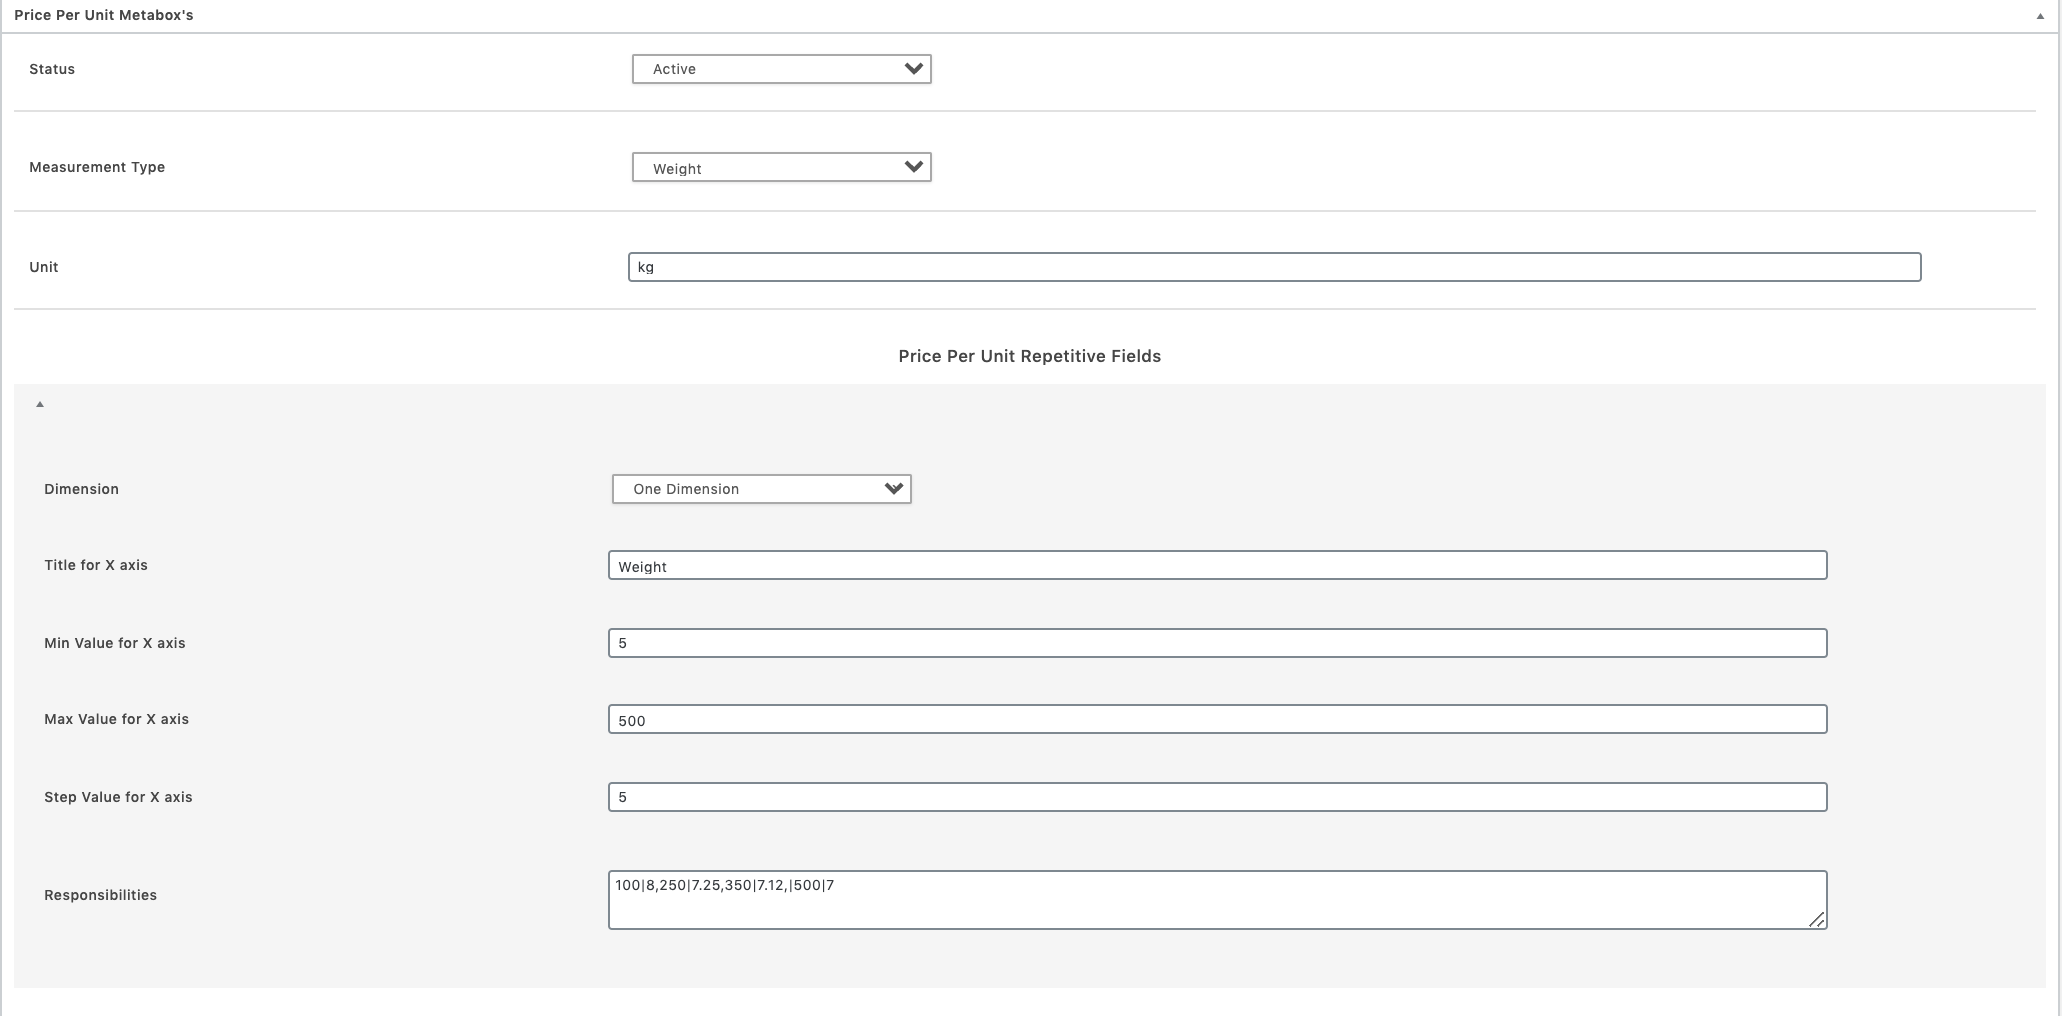 Price Per Unit Metabox's
Status
Active
Measurement Type
Weight
Unit
kg
Price Per Unit Repetitive Fields
Dimension
One Dimension
Title for X axis
Weight
Min Value for X axis
5
Max Value for X axis
500
Step Value for X axis
5
Responsibilities
100|8,250|7.25,350|7.12,|500|7